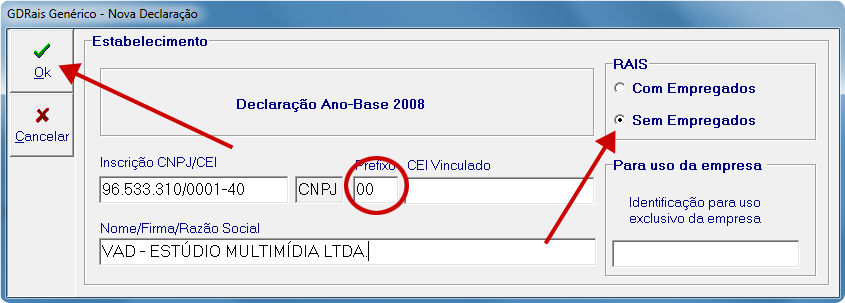 GDRais Genérico - Nova Declaração
Ok
Cancelar
Estabelecimento
Declaração Ano-Base 2008
Inscrição CNPJ/CEI
Prefixo
CEI Vinculado
96.533.310/0001-40
CNPJ
00
Nome/Firma/Razão Social
VAD - ESTÚDIO MULTIMÍDIA LTDA.
RAIS
Com Empregados
Sem Empregados
Para uso da empresa
Identificação para uso
exclusivo da empresa